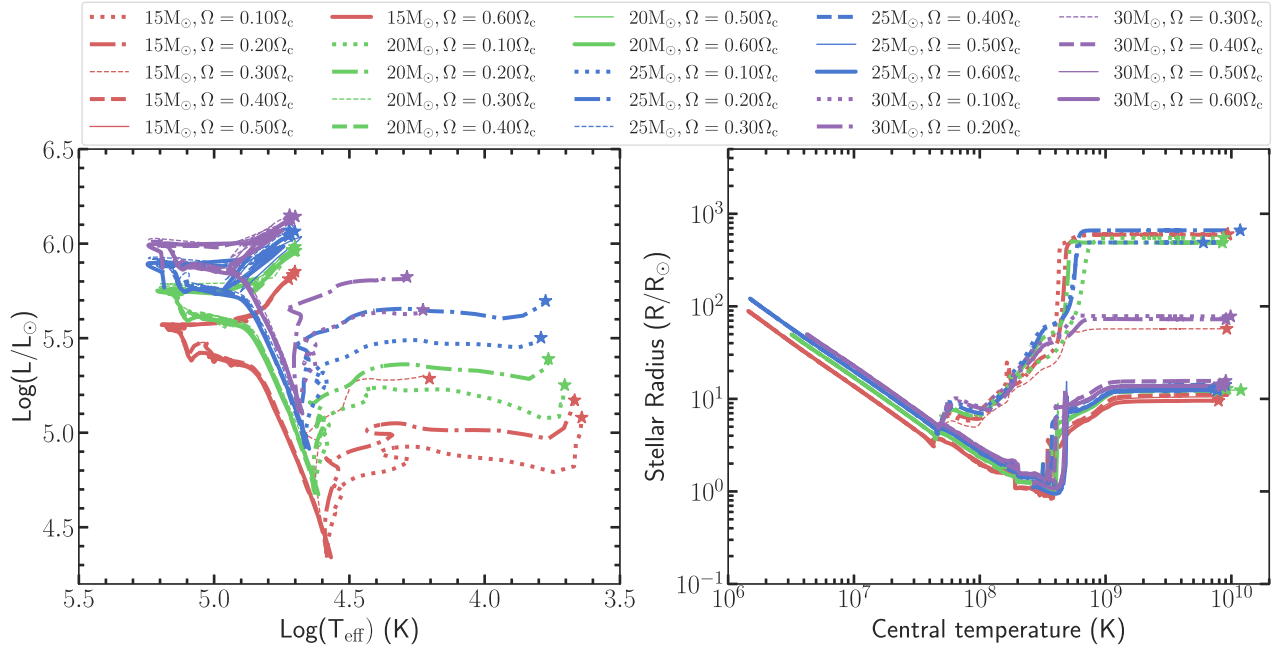 15M⊙, Ω = 0.10Ωc 15M⊙, Ω = 0.60Ωc 20M⊙, Ω = 0.50Ωc 25M⊙, Ω = 0.40Ωc 30M⊙, Ω = 0.30Ωc
15M⊙, Ω = 0.20Ωc 20M⊙, Ω = 0.10Ωc 20M⊙, Ω = 0.60Ωc 25M⊙, Ω = 0.50Ωc 30M⊙, Ω = 0.40Ωc
15M⊙, Ω = 0.30Ωc 20M⊙, Ω = 0.20Ωc 25M⊙, Ω = 0.10Ωc 25M⊙, Ω = 0.60Ωc 30M⊙, Ω = 0.50Ωc
15M⊙, Ω = 0.40Ωc 20M⊙, Ω = 0.30Ωc 25M⊙, Ω = 0.20Ωc 30M⊙, Ω = 0.10Ωc 30M⊙, Ω = 0.60Ωc
15M⊙, Ω = 0.50Ωc 20M⊙, Ω = 0.40Ωc 25M⊙, Ω = 0.30Ωc 30M⊙, Ω = 0.20Ωc
Log(L/L⊙)
6.5
6.0
5.5
5.0
4.5
5.5 5.0 4.5 4.0 3.5
Log(Teff) (K)
Stellar Radius (R/R⊙)
10³
10²
10¹
10⁰
10⁻¹
10⁶ 10⁷ 10⁸ 10⁹ 10¹⁰
Central temperature (K)